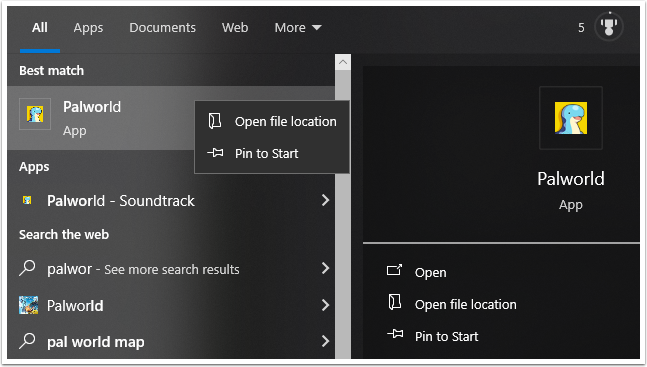 All Apps Documents Web More 5
Best match
Palworld
App
Open file location
Pin to Start
Apps
Palworld - Soundtrack
Search the web
palwor - See more search results
Palworld
pal world map
Palworld
App
Open
Open file location
Pin to Start